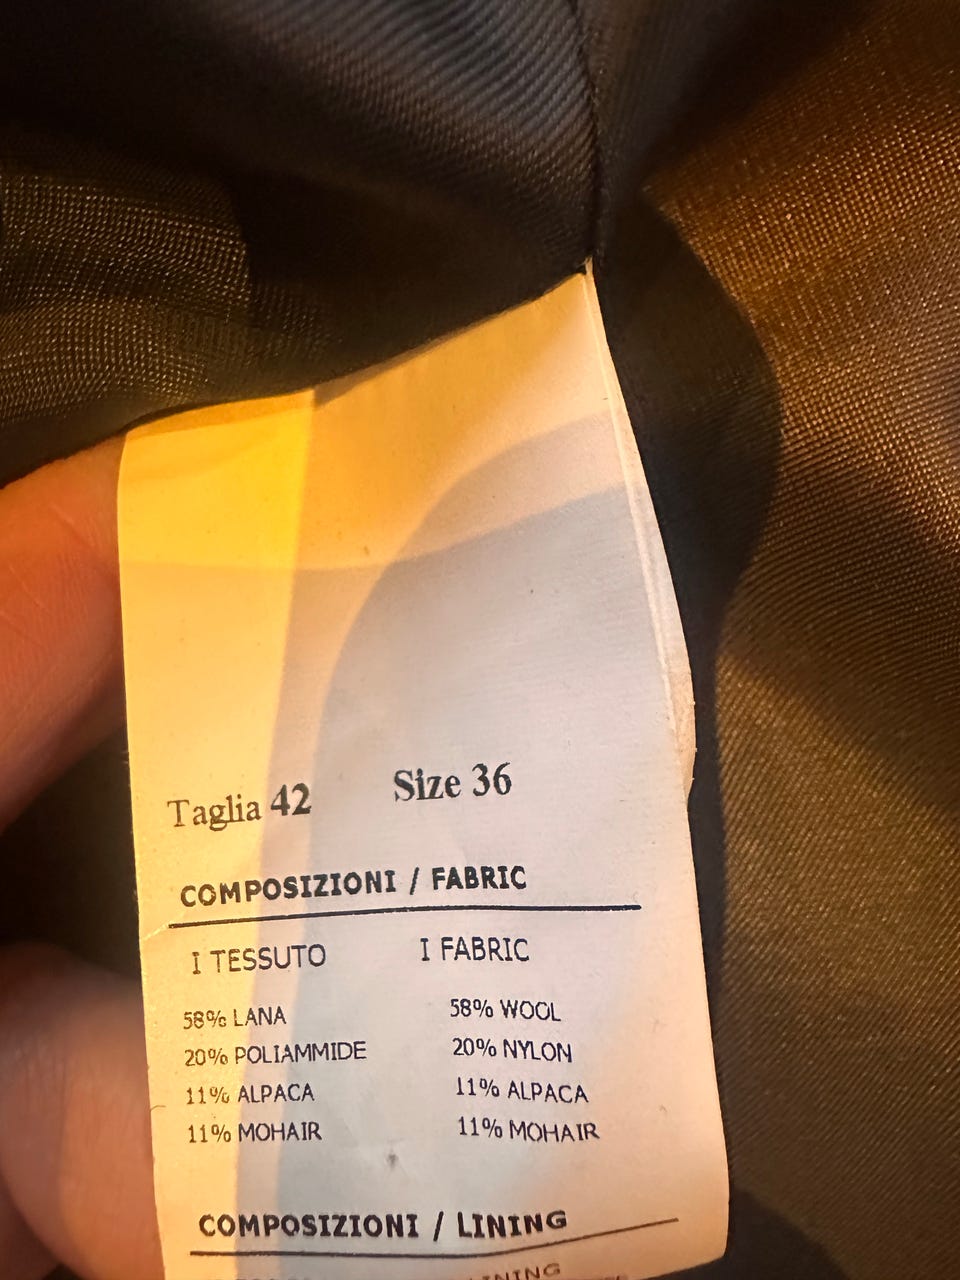 Taglia 42 Size 36
COMPOSIZIONI / FABRIC
I TESSUTO I FABRIC
58% LANA 58% WOOL
20% POLIAMMIDE 20% NYLON
11% ALPACA 11% ALPACA
11% MOHAIR 11% MOHAIR
COMPOSIZIONI / LINING
LINING